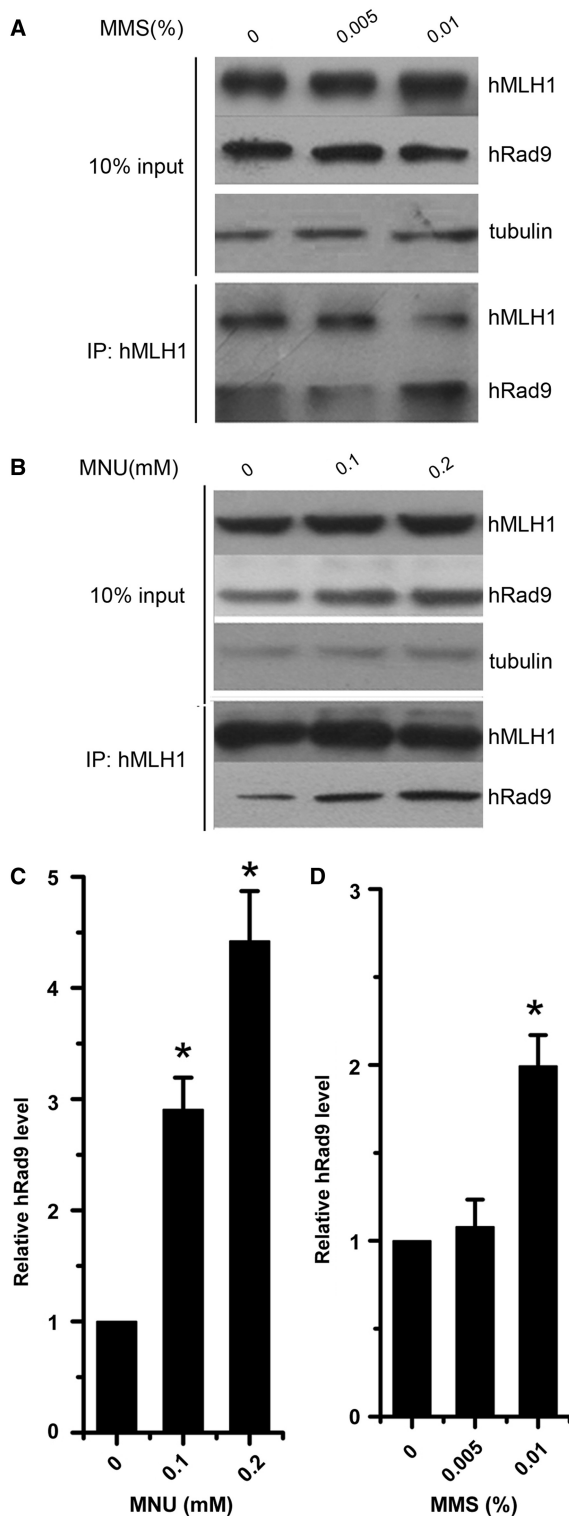 A
MMS(%) 0 0.005 0.01
hMLH1
10% input
hRad9
tubulin
IP: hMLH1
hMLH1
hRad9
B
MNU(mM) 0 0.1 0.2
hMLH1
10% input
hRad9
tubulin
IP: hMLH1
hMLH1
hRad9
C
5
4
3
2
1
0
Relative hRad9 level
*
*
0 0.1 0.2
MNU (mM)
D
3
2
1
0
Relative hRad9 level
*
0 0.005 0.01
MMS (%)